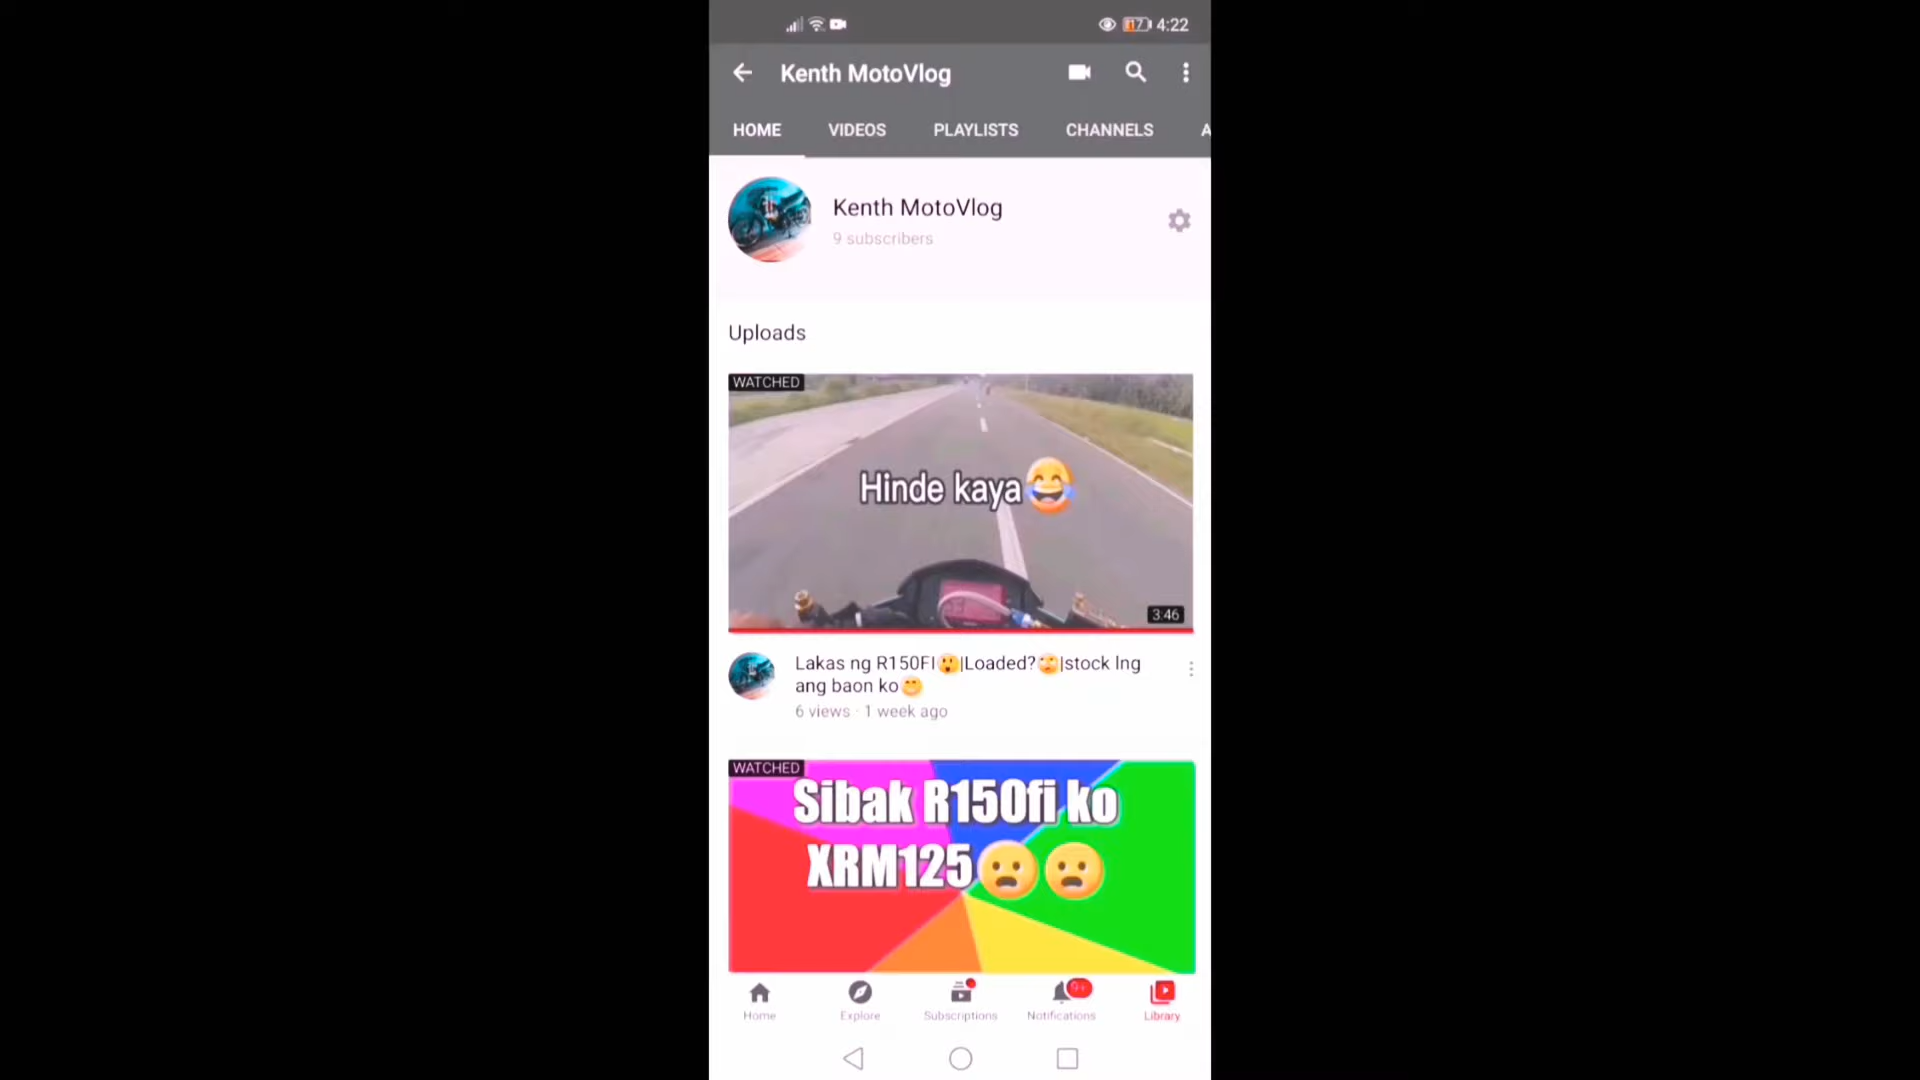 17 4:22
Kenth MotoVlog
HOME VIDEOS PLAYLISTS CHANNELS A
Kenth MotoVlog
9 subscribers
Uploads
WATCHED
Hinde kaya😂
3:46
Lakas ng R150FI😲|Loaded?🙄|stock lng
ang baon ko😁
6 views · 1 week ago
WATCHED
Sibak R150fi ko
XRM125😦😦
9+
Home Explore Subscriptions Notifications Library